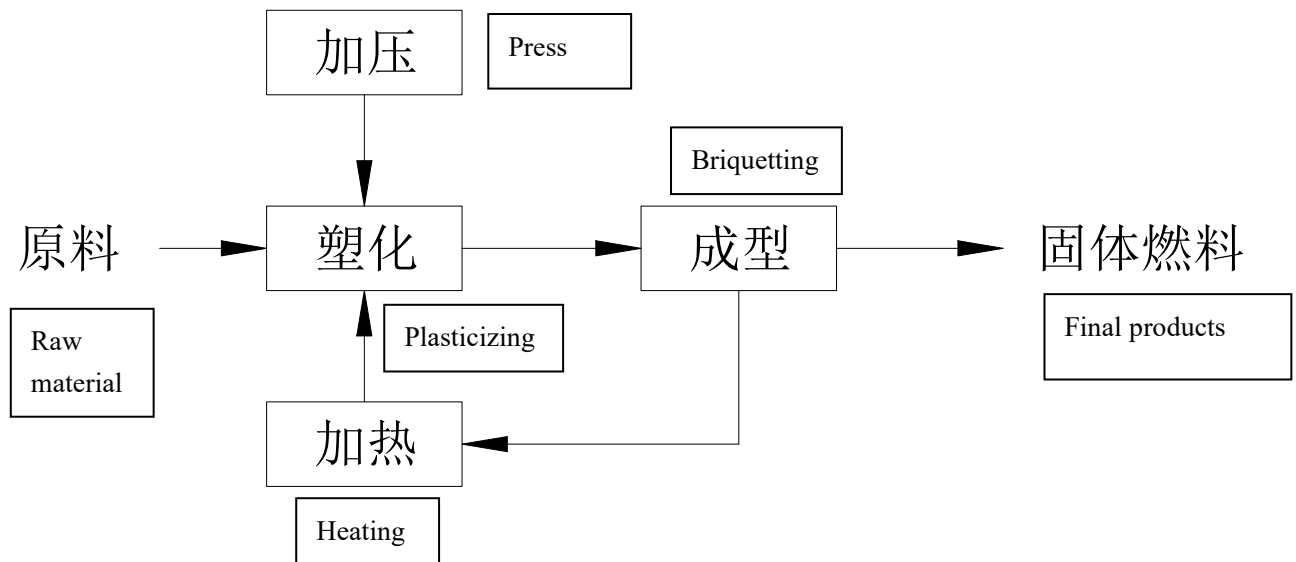 加压
Press
Briquetting
原料
塑化
成型
固体燃料
Raw
material
Plasticizing
Final products
加热
Heating